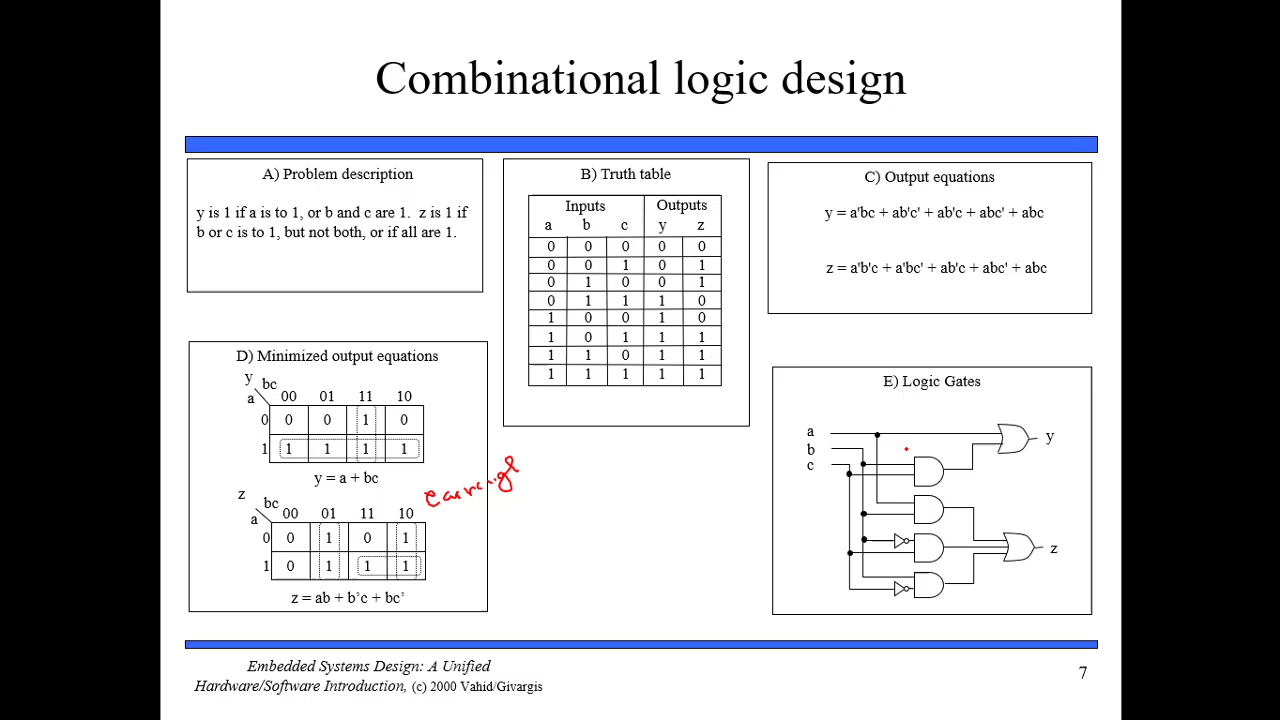 Combinational logic design
A) Problem description
y is 1 if a is to 1, or b and c are 1. z is 1 if
b or c is to 1, but not both, or if all are 1.
B) Truth table
Inputs Outputs
a b c y z
0 0 0 0 0
0 0 1 0 1
0 1 0 0 1
0 1 1 1 0
1 0 0 1 0
1 0 1 1 1
1 1 0 1 1
1 1 1 1 1
C) Output equations
y = a'bc + ab'c' + ab'c + abc' + abc
z = a'b'c + a'bc' + ab'c + abc' + abc
D) Minimized output equations
y
bc
a
00 01 11 10
0 0 0 1 0
1 1 1 1 1
y = a + bc
z
bc
a
00 01 11 10
0 0 1 0 1
1 0 1 1 1
z = ab + b’c + bc’
E) Logic Gates
a
b
c
y
z
Embedded Systems Design: A Unified
Hardware/Software Introduction, (c) 2000 Vahid/Givargis
7